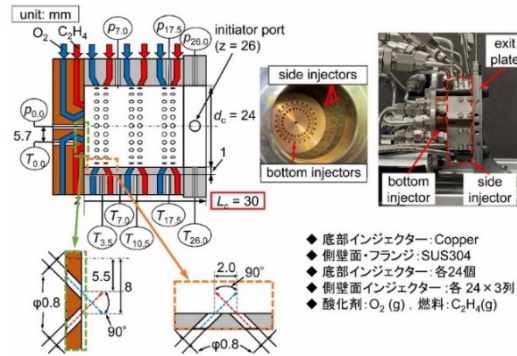 unit: mm
O₂
C₂H₄
p7.0
p17.5
p26.0
initiator port
(z = 26)
p0.0
5.7
T0.0
d_c = 24
1
z
L_c = 30
T3.5
T7.0
T10.5
T17.5
T26.0
side injectors
bottom injectors
exit
plate
bottom
injector
side
injector
5.5
8
φ0.8
90°
2.0
90°
φ0.8
◆ 底部インジェクター：Copper
◆ 側壁面・フランジ：SUS304
◆ 底部インジェクター：各24個
◆ 側壁面インジェクター：各 24×3列
◆ 酸化剤：O₂ (g)，燃料：C₂H₄(g)